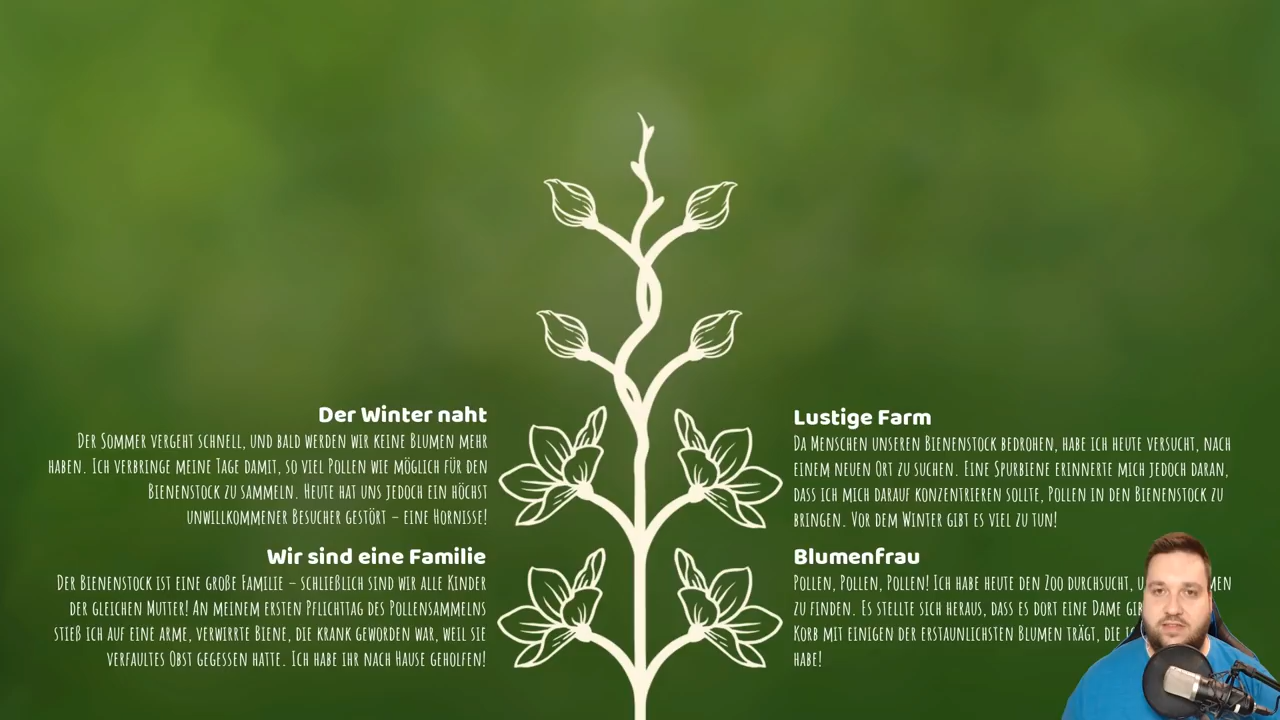 Der Winter naht
Der Sommer vergeht schnell, und bald werden wir keine Blumen mehr
haben. Ich verbringe meine Tage damit, so viel Pollen wie möglich für den
Bienenstock zu sammeln. Heute hat uns jedoch ein höchst
unwillkommener Besucher gestört – eine Hornisse!
Lustige Farm
Da Menschen unseren Bienenstock bedrohen, habe ich heute versucht, nach
einem neuen Ort zu suchen. Eine Spurbiene erinnerte mich jedoch daran,
dass ich mich darauf konzentrieren sollte, Pollen in den Bienenstock zu
bringen. Vor dem Winter gibt es viel zu tun!
Wir sind eine Familie
Der Bienenstock ist eine große Familie – schließlich sind wir alle Kinder
der gleichen Mutter! An meinem ersten Pflichttag des Pollensammelns
stieß ich auf eine arme, verwirrte Biene, die krank geworden war, weil sie
verfaultes Obst gegessen hatte. Ich habe ihr nach Hause geholfen!
Blumenfrau
Pollen, Pollen, Pollen! Ich habe heute den Zoo durchsucht,
zu finden. Es stellte sich heraus, dass es dort eine Dame
Korb mit einigen der erstaunlichsten Blumen trägt, die
habe!